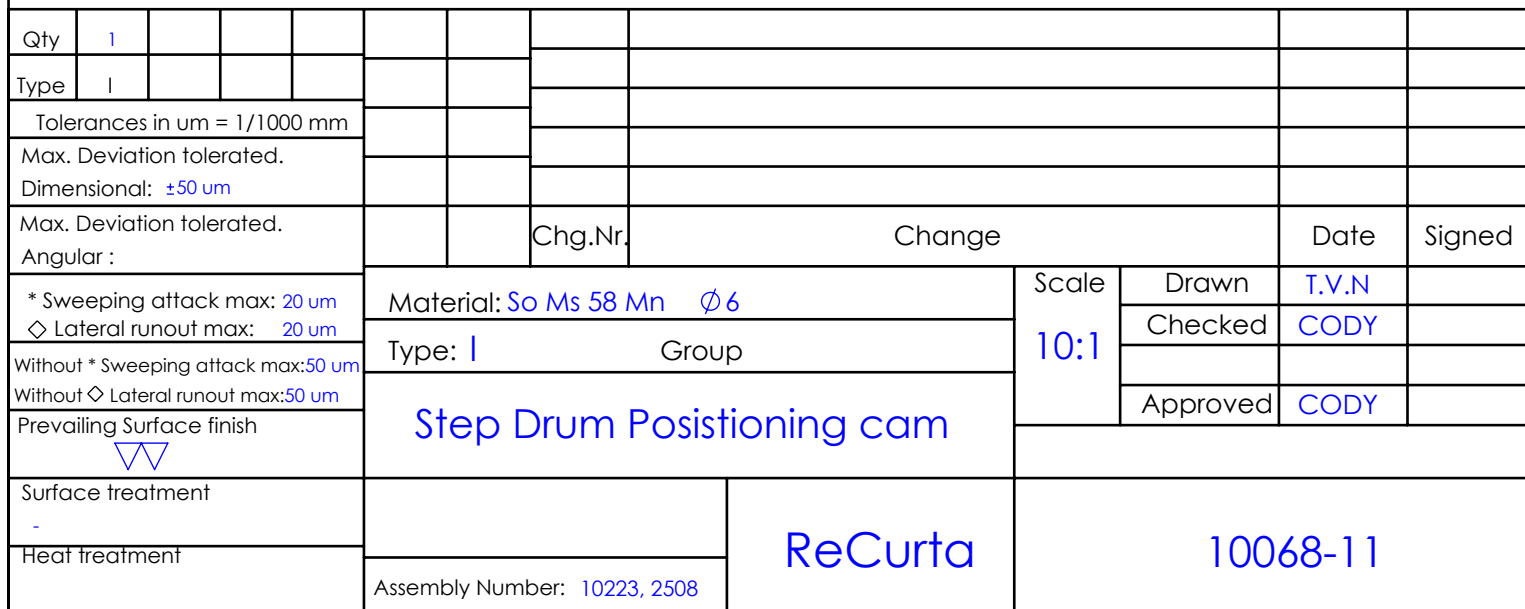 Qty 1
Type I
Tolerances in um = 1/1000 mm
Max. Deviation tolerated.
Dimensional: ±50 um
Max. Deviation tolerated.
Angular :
* Sweeping attack max: 20 um
◇ Lateral runout max: 20 um
Without * Sweeping attack max:50 um
Without ◇ Lateral runout max:50 um
Prevailing Surface finish
Surface treatment
-
Heat treatment
Chg.Nr. Change Date Signed
Material: So Ms 58 Mn ∅6
Type: I Group
Step Drum Posistioning cam
Scale
10:1
Drawn T.V.N
Checked CODY
Approved CODY
Assembly Number: 10223, 2508
ReCurta
10068-11